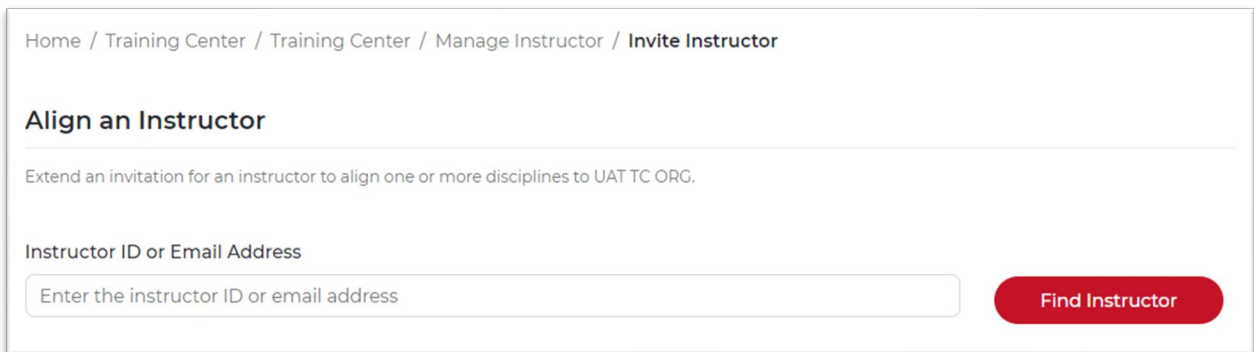 Home / Training Center / Training Center / Manage Instructor / Invite Instructor
Align an Instructor
Extend an invitation for an instructor to align one or more disciplines to UAT TC ORG.
Instructor ID or Email Address
Enter the instructor ID or email address
Find Instructor